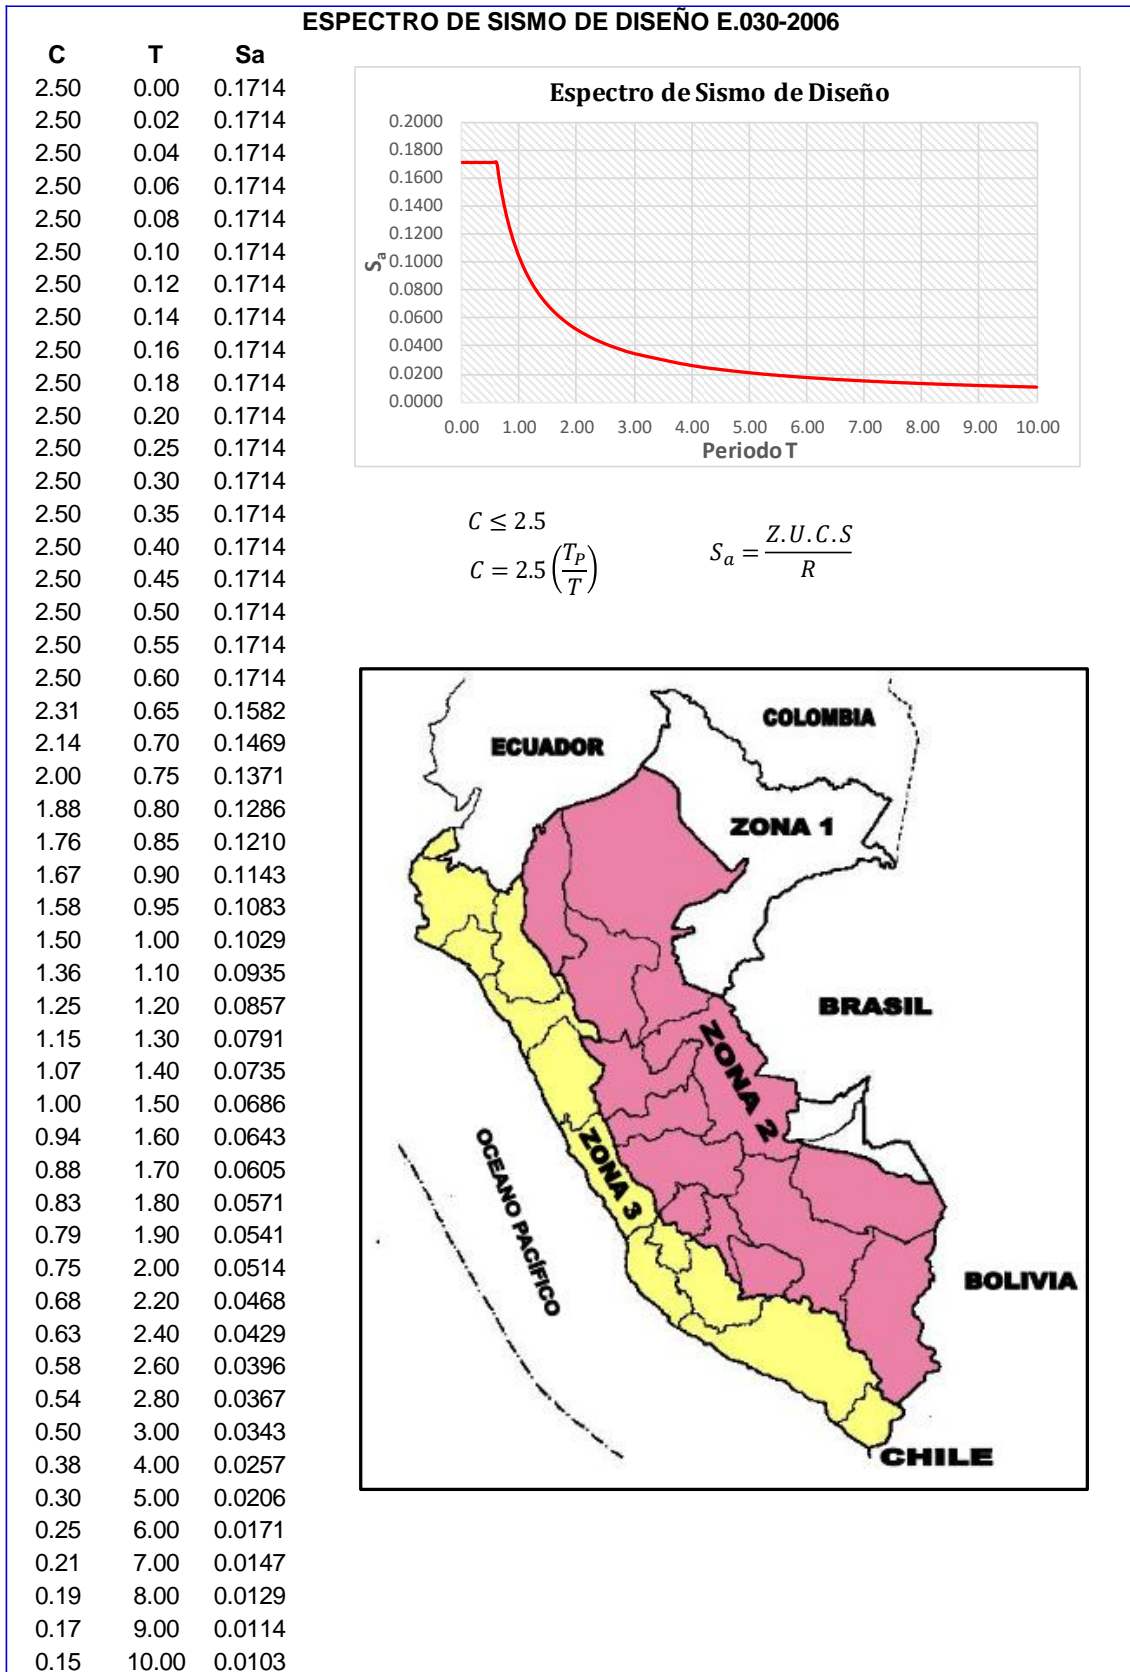 ESPECTRO DE SISMO DE DISEÑO E.030-2006
C T Sa
2.50 0.00 0.1714
2.50 0.02 0.1714
2.50 0.04 0.1714
2.50 0.06 0.1714
2.50 0.08 0.1714
2.50 0.10 0.1714
2.50 0.12 0.1714
2.50 0.14 0.1714
2.50 0.16 0.1714
2.50 0.18 0.1714
2.50 0.20 0.1714
2.50 0.25 0.1714
2.50 0.30 0.1714
2.50 0.35 0.1714
2.50 0.40 0.1714
2.50 0.45 0.1714
2.50 0.50 0.1714
2.50 0.55 0.1714
2.50 0.60 0.1714
2.31 0.65 0.1582
2.14 0.70 0.1469
2.00 0.75 0.1371
1.88 0.80 0.1286
1.76 0.85 0.1210
1.67 0.90 0.1143
1.58 0.95 0.1083
1.50 1.00 0.1029
1.36 1.10 0.0935
1.25 1.20 0.0857
1.15 1.30 0.0791
1.07 1.40 0.0735
1.00 1.50 0.0686
0.94 1.60 0.0643
0.88 1.70 0.0605
0.83 1.80 0.0571
0.79 1.90 0.0541
0.75 2.00 0.0514
0.68 2.20 0.0468
0.63 2.40 0.0429
0.58 2.60 0.0396
0.54 2.80 0.0367
0.50 3.00 0.0343
0.38 4.00 0.0257
0.30 5.00 0.0206
0.25 6.00 0.0171
0.21 7.00 0.0147
0.19 8.00 0.0129
0.17 9.00 0.0114
0.15 10.00 0.0103
Espectro de Sismo de Diseño
0.2000
0.1800
0.1600
0.1400
0.1200
0.1000
0.0800
0.0600
0.0400
0.0200
0.0000
Sa
0.00 1.00 2.00 3.00 4.00 5.00 6.00 7.00 8.00 9.00 10.00
Periodo T
C ≤ 2.5
C = 2.5 (T_P / T)
S_a = Z.U.C.S / R
COLOMBIA
ECUADOR
ZONA 1
BRASIL
ZONA 2
ZONA 3
OCEANO PACÍFICO
BOLIVIA
CHILE